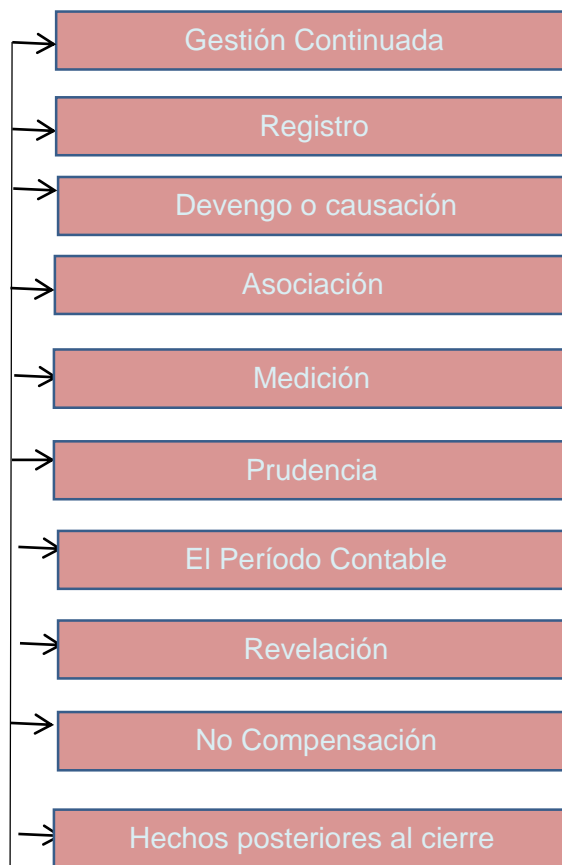 Gestión Continuada
Registro
Devengo o causación
Asociación
Medición
Prudencia
El Período Contable
Revelación
No Compensación
Hechos posteriores al cierre